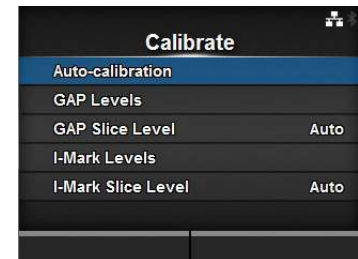 Calibrate
Auto-calibration
GAP Levels
GAP Slice Level Auto
I-Mark Levels
I-Mark Slice Level Auto